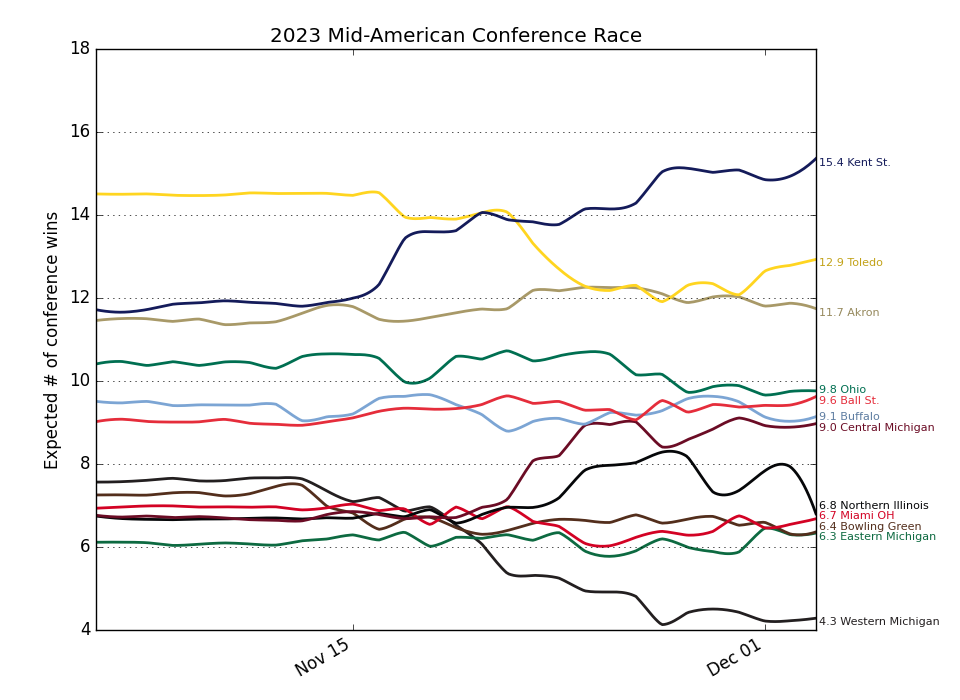 2023 Mid-American Conference Race
Expected # of conference wins
18
16
14
12
10
8
6
4
Nov 15
Dec 01
15.4 Kent St.
12.9 Toledo
11.7 Akron
9.8 Ohio
9.6 Ball St.
9.1 Buffalo
9.0 Central Michigan
6.8 Northern Illinois
6.7 Miami OH
6.4 Bowling Green
6.3 Eastern Michigan
4.3 Western Michigan